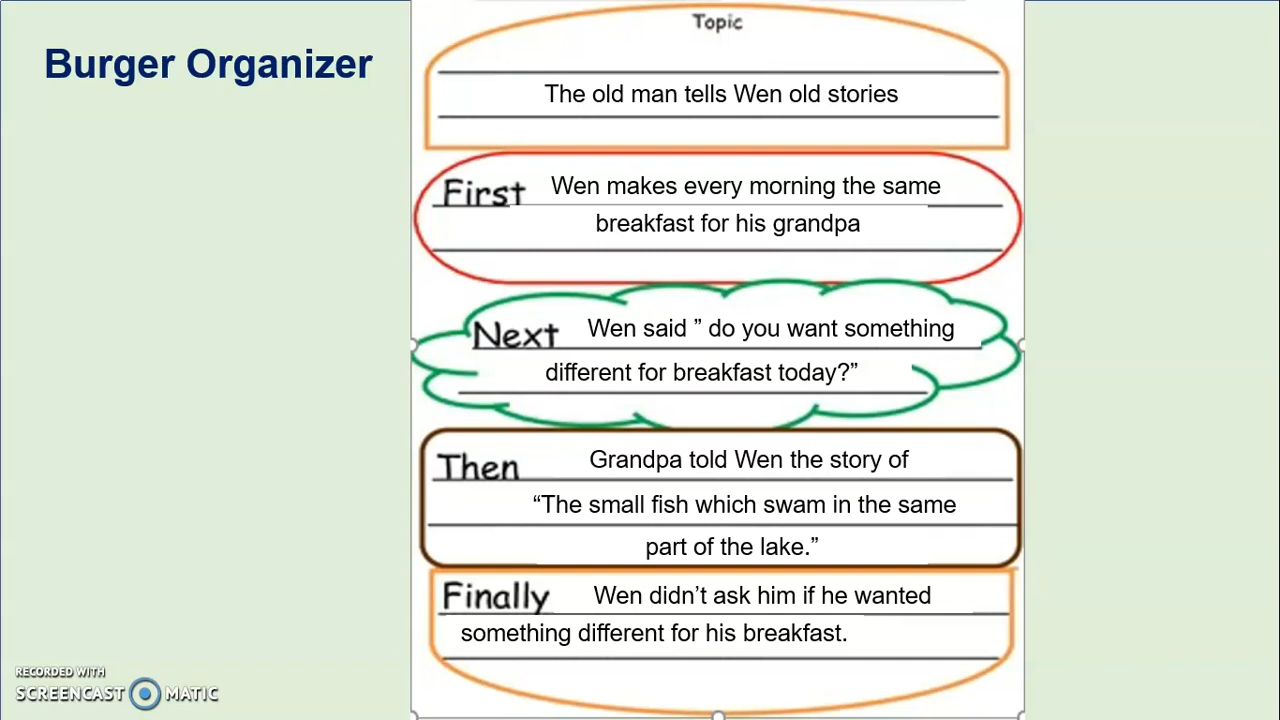 Burger Organizer
Topic
The old man tells Wen old stories
First Wen makes every morning the same
breakfast for his grandpa
Next Wen said ” do you want something
different for breakfast today?”
Then Grandpa told Wen the story of
“The small fish which swam in the same
part of the lake.”
Finally Wen didn’t ask him if he wanted
something different for his breakfast.
RECORDED WITH
SCREENCAST MATIC